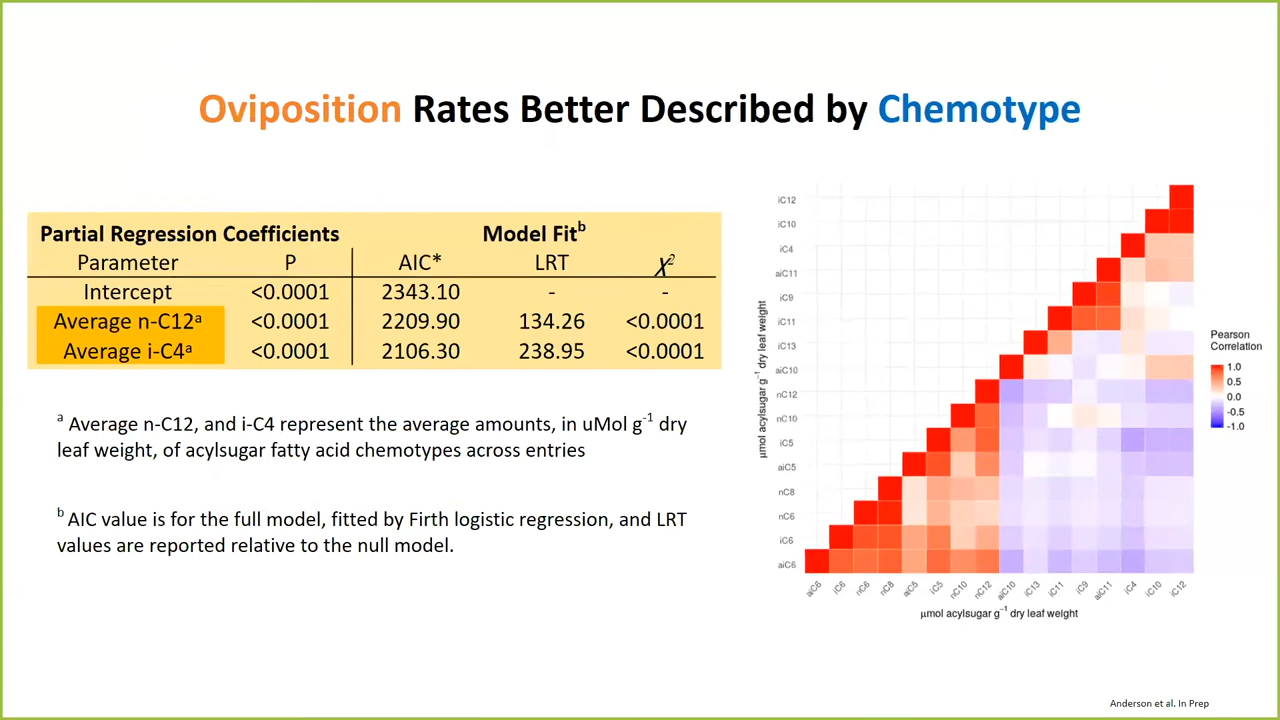 Oviposition Rates Better Described by Chemotype
Partial Regression Coefficients Model Fitᵇ
Parameter P AIC* LRT χ²
Intercept <0.0001 2343.10 - -
Average n-C12ᵃ <0.0001 2209.90 134.26 <0.0001
Average i-C4ᵃ <0.0001 2106.30 238.95 <0.0001
ᵃ Average n-C12, and i-C4 represent the average amounts, in uMol g⁻¹ dry
leaf weight, of acylsugar fatty acid chemotypes across entries
ᵇ AIC value is for the full model, fitted by Firth logistic regression, and LRT
values are reported relative to the null model.
µmol acylsugar g⁻¹ dry leaf weight
iC12
iC10
iC4
aiC11
iC9
iC11
iC13
aiC10
nC12
nC10
iC5
aiC5
nC8
nC6
iC6
aiC6
aiC6 iC6 nC6 nC8 aiC5 iC5 nC10 nC12 aiC10 iC13 iC11 iC9 aiC11 iC4 iC10 iC12
µmol acylsugar g⁻¹ dry leaf weight
Pearson
Correlation
1.0
0.5
0.0
-0.5
-1.0
Anderson et al. In Prep